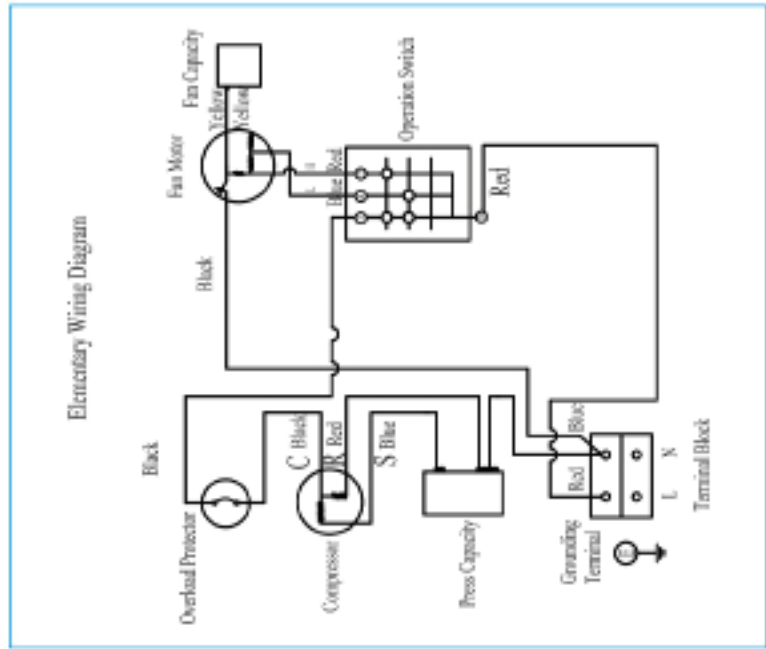 Elementary Wiring Diagram
Overload Protector
Black
Black
Fan Motor
Fan Capacity
Yellow
Yellow
Compressor
C Black
R Red
S Blue
L Blue
H Red
Operation Switch
Press Capacity
Red
Grounding
Terminal
E
Red
Blue
L N
Terminal Block